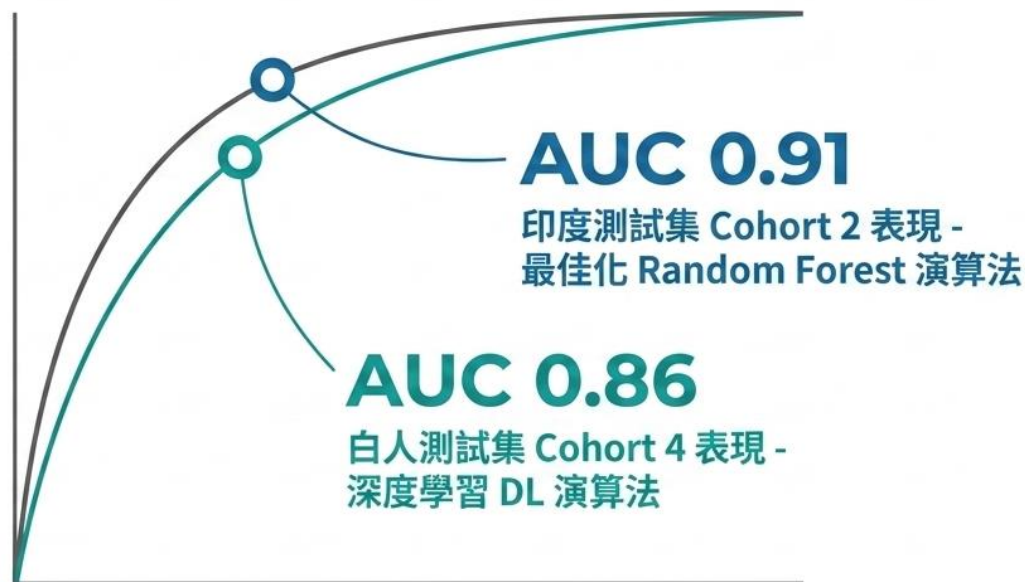 AUC 0.91
印度測試集 Cohort 2 表現 -
最佳化 Random Forest 演算法
AUC 0.86
白人測試集 Cohort 4 表現 -
深度學習 DL 演算法